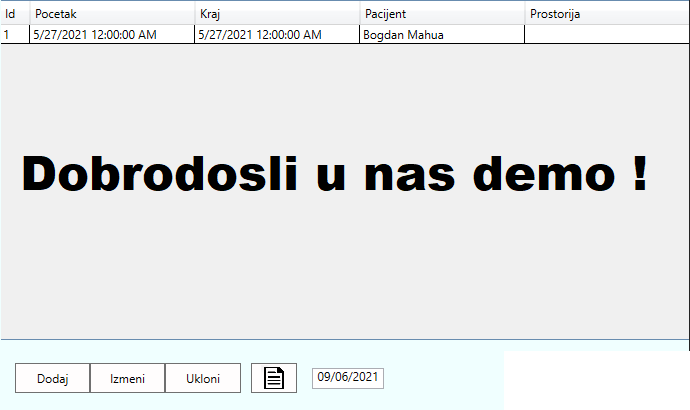 Id Pocetak Kraj Pacijent Prostorija
1 5/27/2021 12:00:00 AM 5/27/2021 12:00:00 AM Bogdan Mahua
Dobrodosli u nas demo !
Dodaj Izmeni Ukloni 09/06/2021